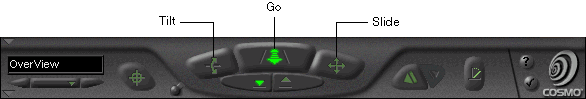 Go
Tilt
Slide
OverView
?
COSMO